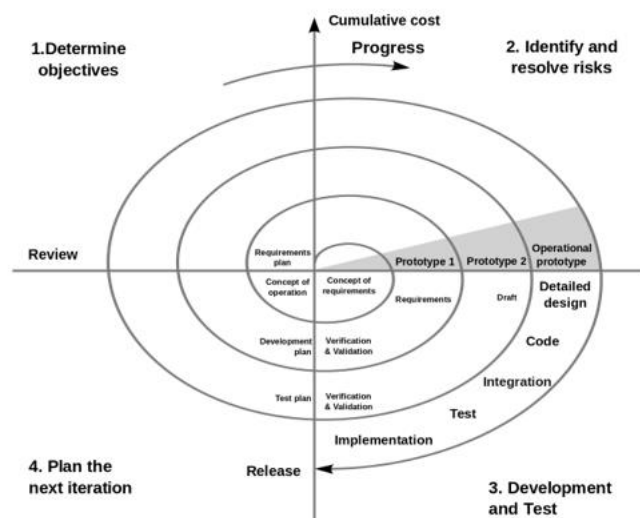 Cumulative cost
1.Determine
objectives
Progress
2. Identify and
resolve risks
Review
Requirements
plan
Prototype 1
Prototype 2
Operational
prototype
Concept of
operation
Concept of
requirements
Requirements
Draft
Detailed
design
Development
plan
Verification
& Validation
Code
Integration
Test plan
Verification
& Validation
Test
Implementation
4. Plan the
next iteration
Release
3. Development
and Test